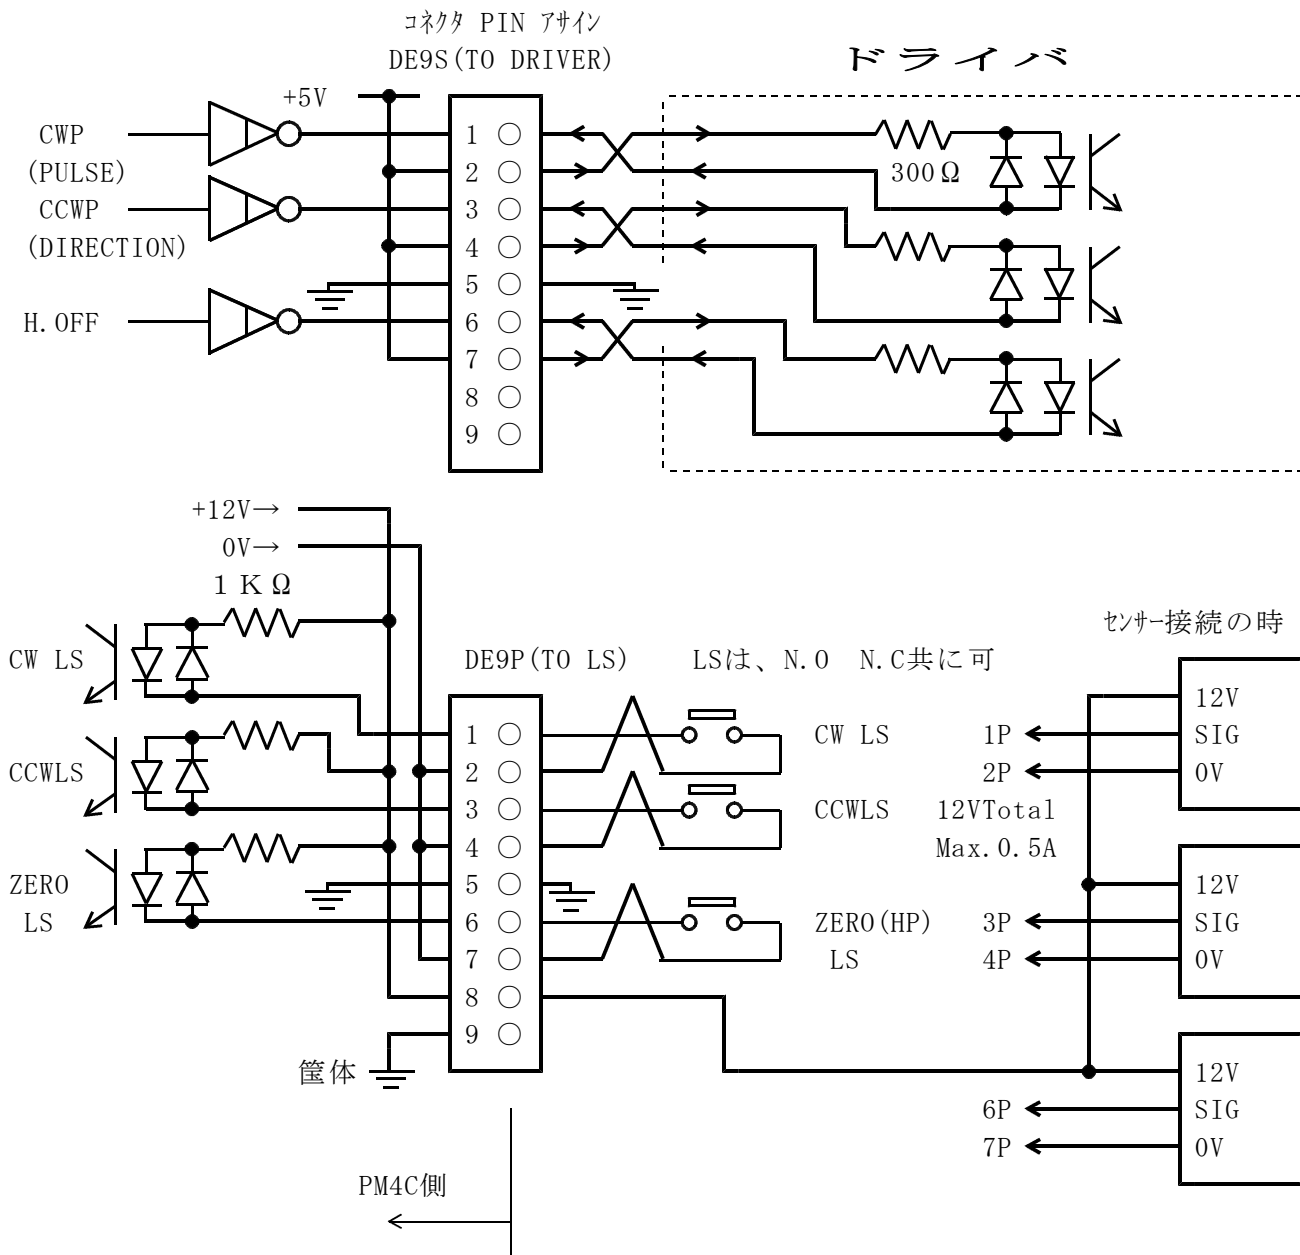 コネクタ PIN アサイン
DE9S(TO DRIVER)
ドライバ
+5V
CWP
(PULSE)
CCWP
(DIRECTION)
H.OFF
1
2
3
4
5
6
7
8
9
300Ω
+12V→
0V→
1KΩ
CW LS
CCWLS
ZERO
LS
DE9P(TO LS)
LSは、N.O N.C共に可
1
2
3
4
5
6
7
8
9
CW LS
CCWLS
ZERO(HP)
LS
12VTotal
Max.0.5A
センサー接続の時
12V
1P SIG
2P 0V
12V
3P SIG
4P 0V
12V
6P SIG
7P 0V
筐体
PM4C側